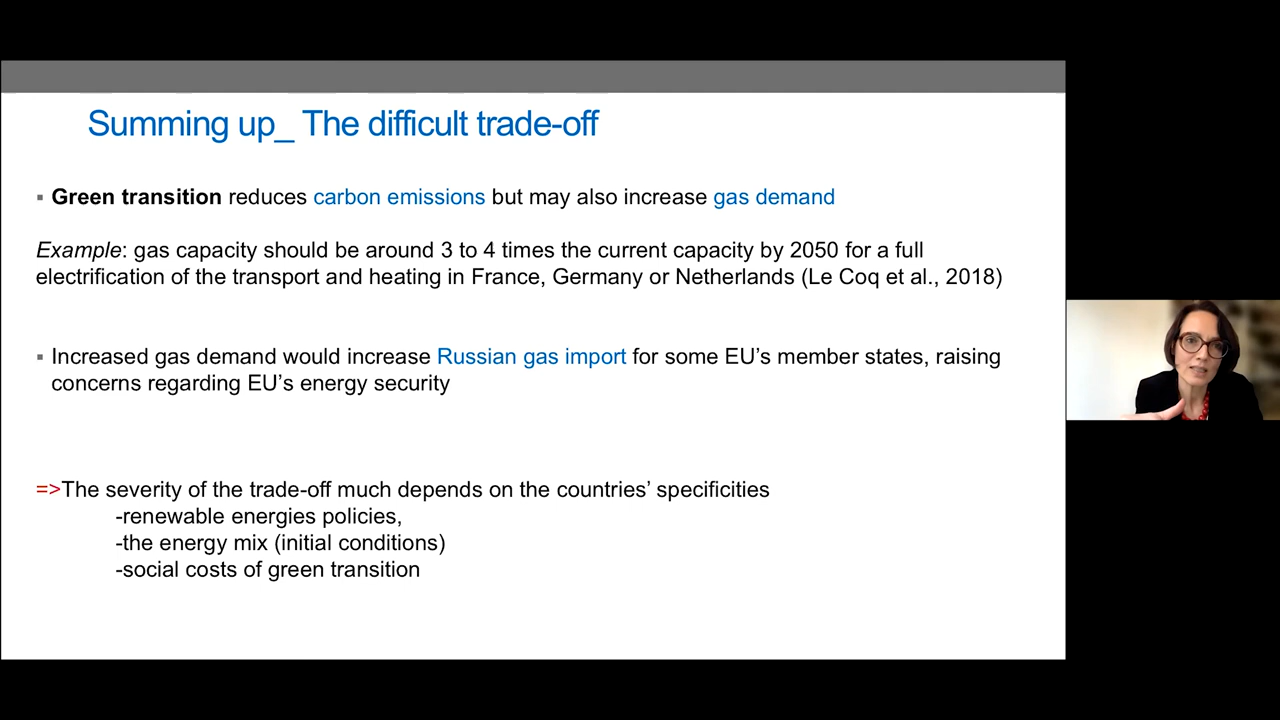 Summing up_ The difficult trade-off
▪ Green transition reduces carbon emissions but may also increase gas demand
Example: gas capacity should be around 3 to 4 times the current capacity by 2050 for a full
electrification of the transport and heating in France, Germany or Netherlands (Le Coq et al., 2018)
▪ Increased gas demand would increase Russian gas import for some EU’s member states, raising
concerns regarding EU’s energy security
=>The severity of the trade-off much depends on the countries’ specificities
-renewable energies policies,
-the energy mix (initial conditions)
-social costs of green transition